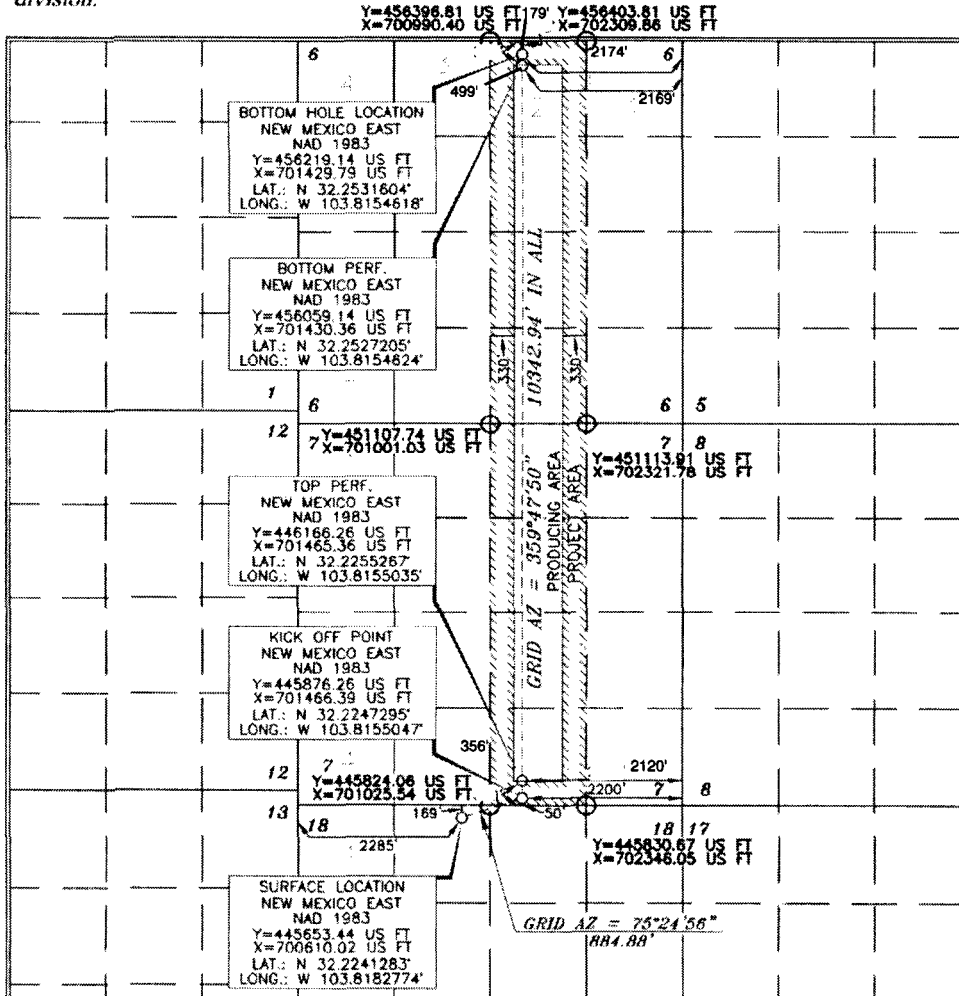 division.
Y=456396.81 US FT
X=700990.40 US FT
179'
Y=456403.81 US FT
X=702309.86 US FT
6
2174'
6
499'
2169'
BOTTOM HOLE LOCATION
NEW MEXICO EAST
NAD 1983
Y=456219.14 US FT
X=701429.79 US FT
LAT.: N 32.2531604°
LONG.: W 103.8154618°
BOTTOM PERF.
NEW MEXICO EAST
NAD 1983
Y=456059.14 US FT
X=701430.36 US FT
LAT.: N 32.2527205°
LONG.: W 103.8154624°
10342.94' IN ALL
330'
330'
1
6
6
5
12
7
Y=451107.74 US FT
X=701001.03 US FT
7
8
Y=451113.91 US FT
X=702321.78 US FT
TOP PERF.
NEW MEXICO EAST
NAD 1983
Y=446166.26 US FT
X=701465.36 US FT
LAT.: N 32.2255267°
LONG.: W 103.8155035°
GRID AZ = 359°47'50"
PRODUCING AREA
PROJECT AREA
KICK OFF POINT
NEW MEXICO EAST
NAD 1983
Y=445876.26 US FT
X=701466.39 US FT
LAT.: N 32.2247295°
LONG.: W 103.8155047°
356'
12
7
Y=445824.06 US FT
X=701025.54 US FT
2120'
2200'
7
8
13
18
169'
50'
2285'
18
17
Y=445830.67 US FT
X=702346.05 US FT
SURFACE LOCATION
NEW MEXICO EAST
NAD 1983
Y=445653.44 US FT
X=700610.02 US FT
LAT.: N 32.2241283°
LONG.: W 103.8182774°
GRID AZ = 75°24'56"
884.88'